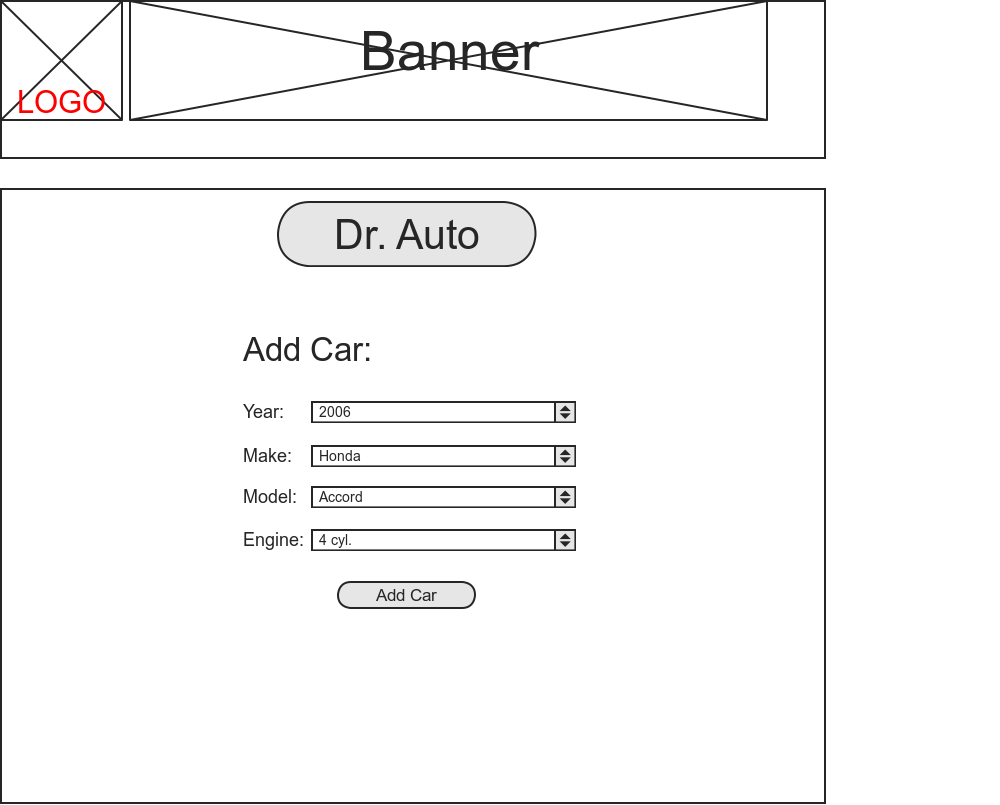 Banner
LOGO
Dr. Auto
Add Car:
Year: 2006
Make: Honda
Model: Accord
Engine: 4 cyl.
Add Car